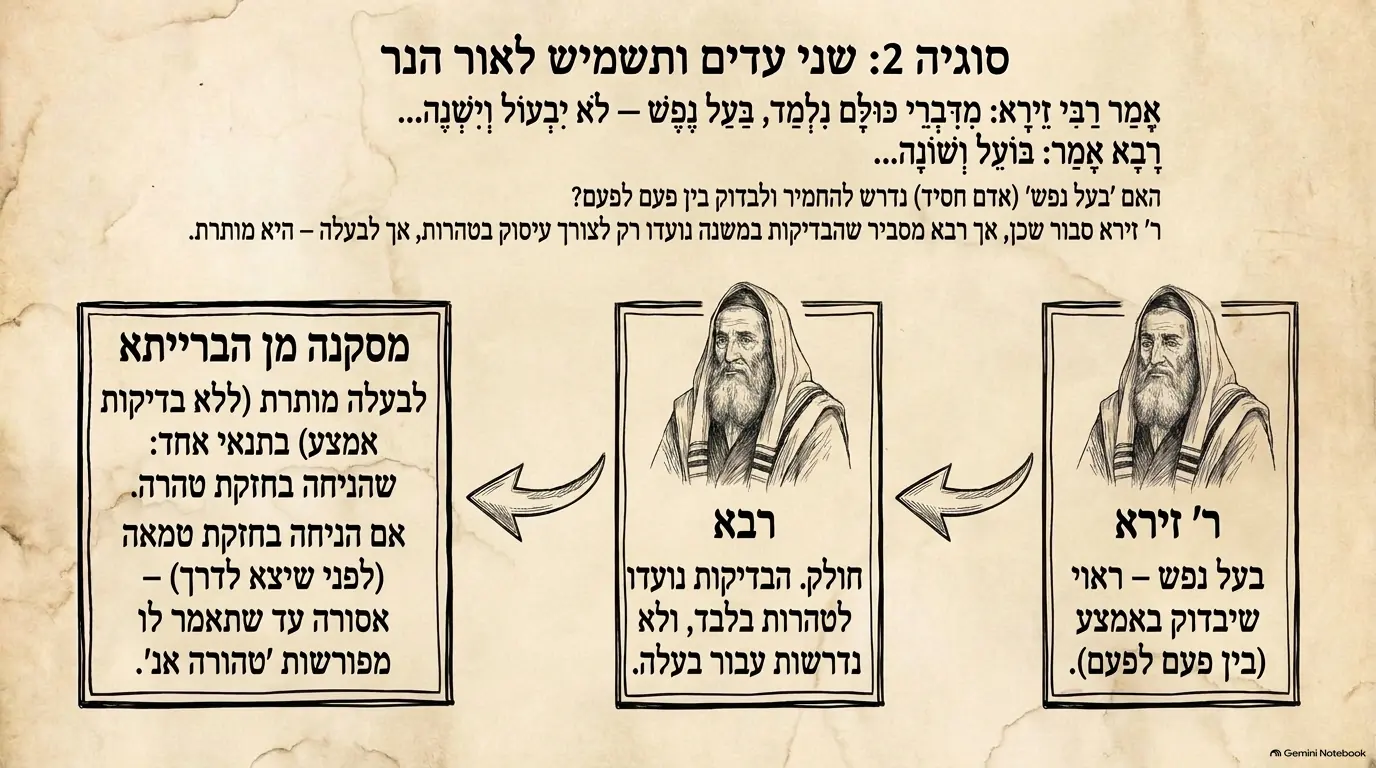 סוגיה 2: שני עדים ותשמיש לאור הנר
אָמַר רַבִּי זֵירָא: מִדִּבְרֵי כּוּלָּם נִלְמַד, בַּעַל נֶפֶשׁ – לֹא יִבְעוֹל וְיִשְׁנֶה...
רָבָא אָמַר: בּוֹעֵל וְשׁוֹנֶה...
האם 'בעל נפש' (אדם חסיד) נדרש להחמיר ולבדוק בין פעם לפעם?
ר' זירא סבור שכן, אך רבא מסביר שהבדיקות במשנה נועדו רק לצורך עיסוק בטהרות, אך לבעלה – היא מותרת.
ר' זירא
בעל נפש – ראוי
שיבדוק באמצע
(בין פעם לפעם).
רבא
חולק. הבדיקות נועדו
לטהרות בלבד, ולא
נדרשות עבור בעלה.
מסקנה מן הברייתא
לבעלה מותרת (ללא בדיקות
אמצע) בתנאי אחד:
שהניחה בחזקת טהרה.
אם הניחה בחזקת טמאה
(לפני שיצא לדרך) –
אסורה עד שתאמר לו
מפורשות 'טהורה אנ'.
Gemini Notebook